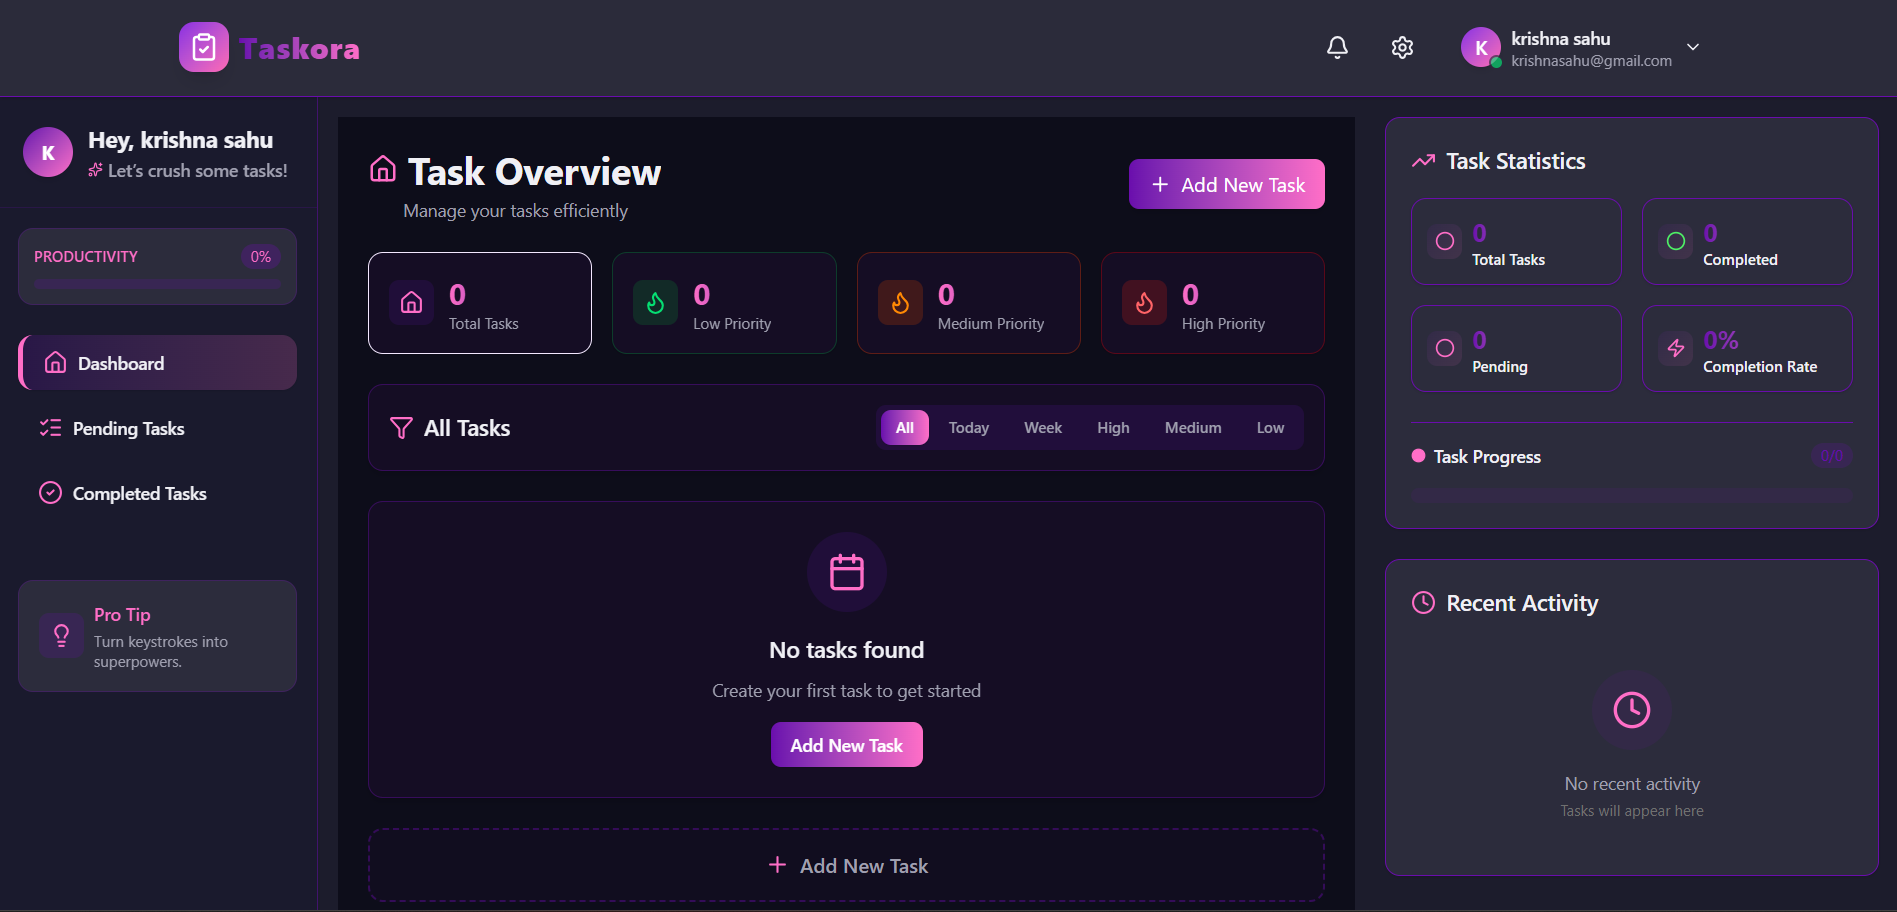 Taskora
krishna sahu
krishnasahu@gmail.com
K
K
Hey, krishna sahu
Let's crush some tasks!
PRODUCTIVITY
0%
Dashboard
Pending Tasks
Completed Tasks
Pro Tip
Turn keystrokes into
superpowers.
Task Overview
Manage your tasks efficiently
Add New Task
0
Total Tasks
0
Low Priority
0
Medium Priority
0
High Priority
All Tasks
All
Today
Week
High
Medium
Low
No tasks found
Create your first task to get started
Add New Task
Add New Task
Task Statistics
0
Total Tasks
0
Completed
0
Pending
0%
Completion Rate
Task Progress
0/0
Recent Activity
No recent activity
Tasks will appear here